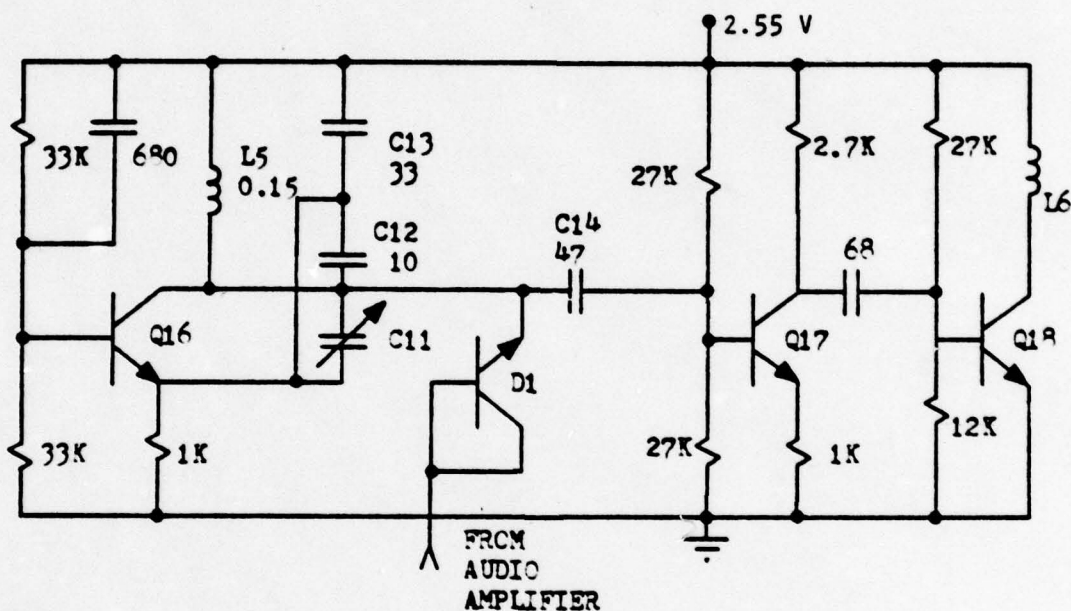 2.55 V
33K
680
L5
0.15
C13
33
27K
2.7K
27K
L6
C12
10
C14
47
68
Q16
C11
D1
Q17
Q18
33K
1K
27K
1K
12K
FROM
AUDIO
AMPLIFIER